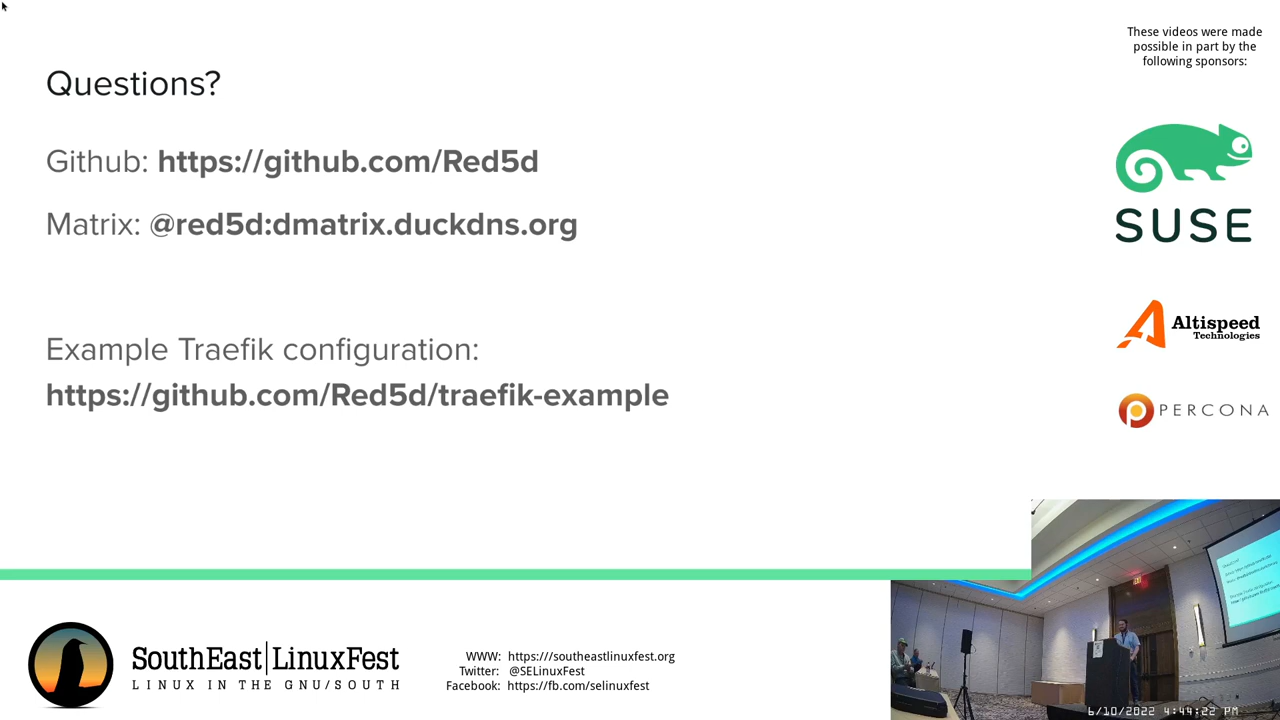 Questions?
Github: https://github.com/Red5d
Matrix: @red5d:dmatrix.duckdns.org
Example Traefik configuration:
https://github.com/Red5d/traefik-example
These videos were made
possible in part by the
following sponsors:
SUSE
Altispeed
Technologies
PERCONA
SouthEast|LinuxFest
LINUX IN THE GNU/SOUTH
WWW: https:///southeastlinuxfest.org
Twitter: @SELinuxFest
Facebook: https://fb.com/selinuxfest
6/10/2022 4:49:22 PM